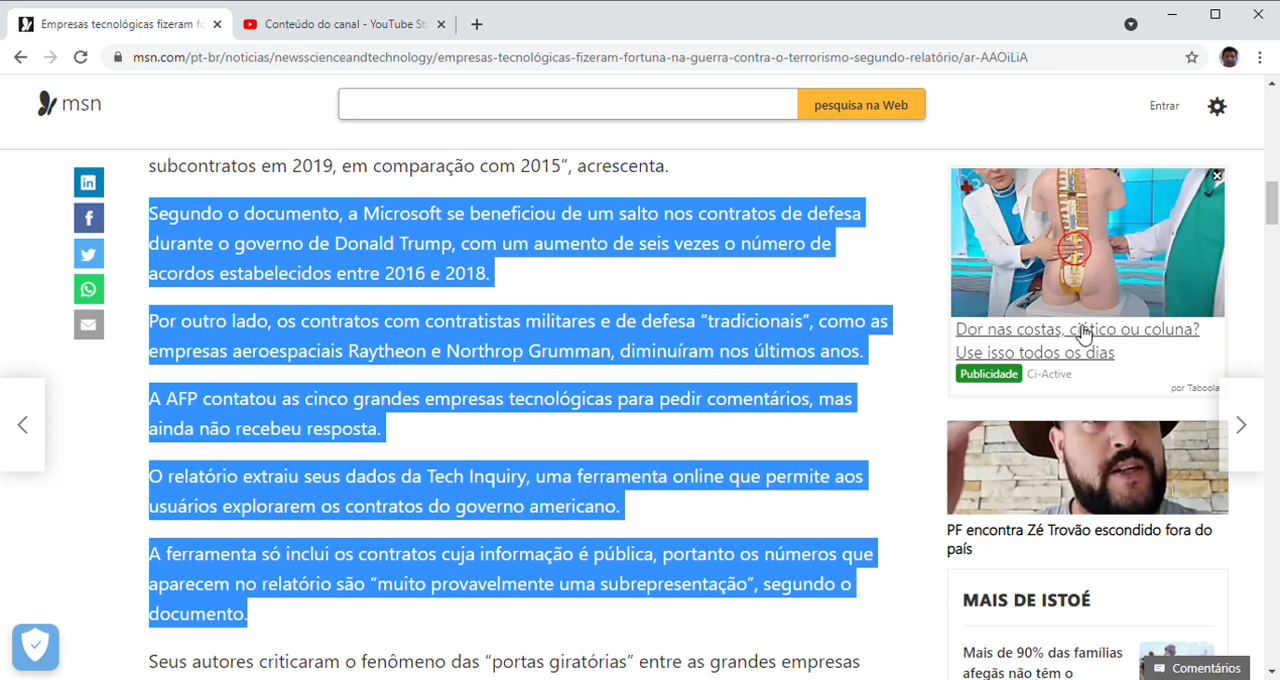 Empresas tecnológicas fizeram fo
Conteúdo do canal - YouTube St
msn.com/pt-br/noticias/newsscienceandtechnology/empresas-tecnológicas-fizeram-fortuna-na-guerra-contra-o-terrorismo-segundo-relatório/ar-AAOiLiA
msn
pesquisa na Web
Entrar
subcontratos em 2019, em comparação com 2015“, acrescenta.
Segundo o documento, a Microsoft se beneficiou de um salto nos contratos de defesa
durante o governo de Donald Trump, com um aumento de seis vezes o número de
acordos estabelecidos entre 2016 e 2018.
Por outro lado, os contratos com contratistas militares e de defesa “tradicionais”, como as
empresas aeroespaciais Raytheon e Northrop Grumman, diminuíram nos últimos anos.
A AFP contatou as cinco grandes empresas tecnológicas para pedir comentários, mas
ainda não recebeu resposta.
O relatório extraiu seus dados da Tech Inquiry, uma ferramenta online que permite aos
usuários explorarem os contratos do governo americano.
A ferramenta só inclui os contratos cuja informação é pública, portanto os números que
aparecem no relatório são “muito provavelmente uma subrepresentação”, segundo o
documento.
Seus autores criticaram o fenômeno das “portas giratórias” entre as grandes empresas
Dor nas costas, ciático ou coluna?
Use isso todos os dias
Publicidade Ci-Active
por Taboola
PF encontra Zé Trovão escondido fora do
país
MAIS DE ISTOÉ
Mais de 90% das famílias
afegãs não têm o
Comentários